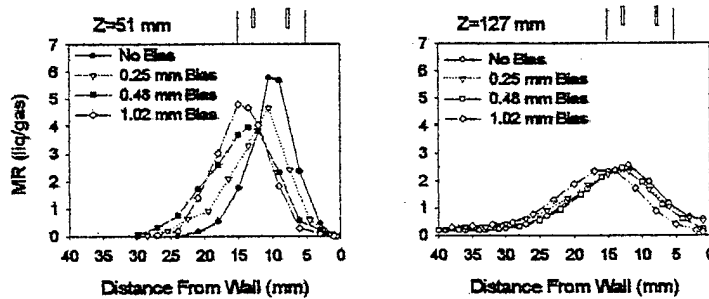 Z=51 mm
7
6
5
4
3
2
1
0
MR (liq/gas)
No Bias
0.25 mm Bias
0.48 mm Bias
1.02 mm Bias
40 35 30 25 20 15 10 5 0
Distance From Wall (mm)
Z=127 mm
7
6
5
4
3
2
1
0
No Bias
0.25 mm Bias
0.48 mm Bias
1.02 mm Bias
40 35 30 25 20 15 10 5 0
Distance From Wall (mm)